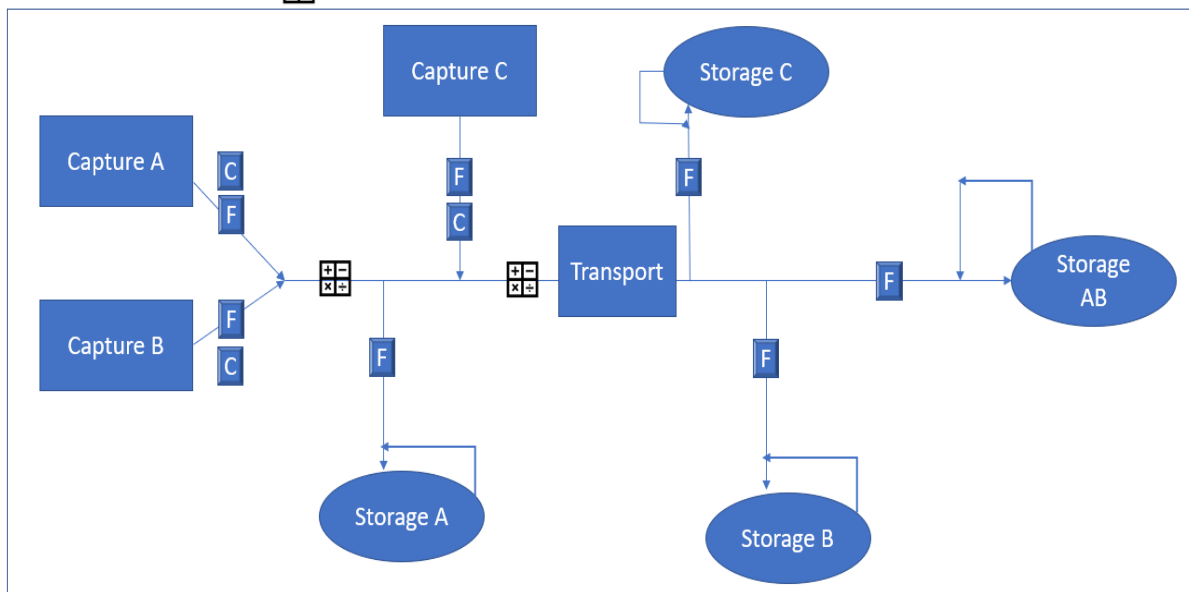 Capture C
Storage C
Capture A
C
F
F
F
C
Transport
Storage
AB
F
+ −
× ÷
+ −
× ÷
Capture B
F
C
F
F
Storage A
Storage B